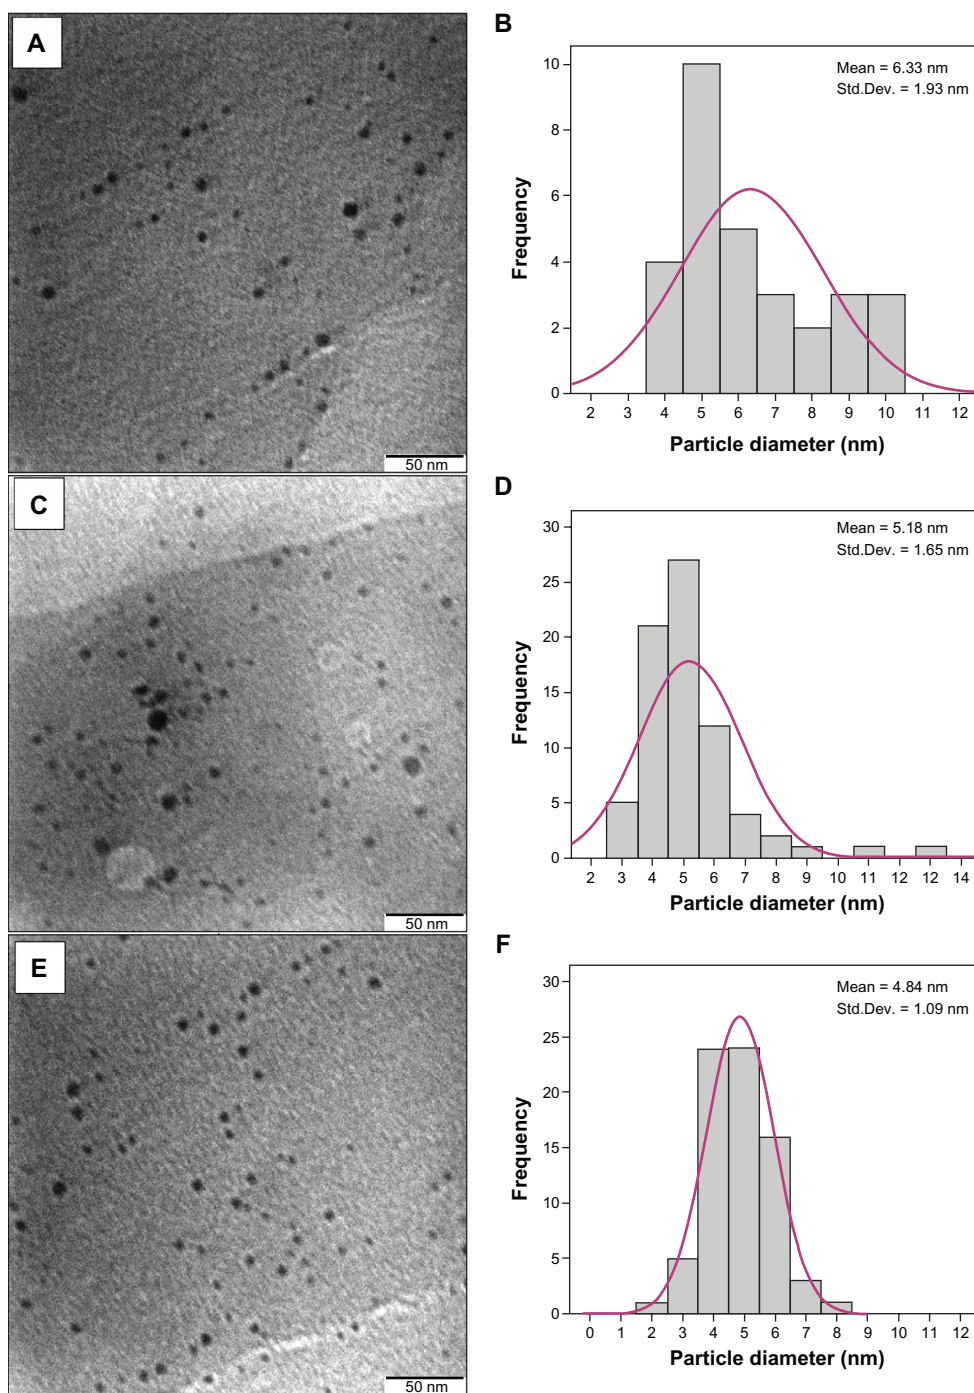 A
50 nm
B
Mean = 6.33 nm
Std.Dev. = 1.93 nm
Frequency
10
8
6
4
2
0
2 3 4 5 6 7 8 9 10 11 12
Particle diameter (nm)
C
50 nm
D
Mean = 5.18 nm
Std.Dev. = 1.65 nm
Frequency
30
25
20
15
10
5
0
2 3 4 5 6 7 8 9 10 11 12 13 14
Particle diameter (nm)
E
50 nm
F
Mean = 4.84 nm
Std.Dev. = 1.09 nm
Frequency
30
25
20
15
10
5
0
0 1 2 3 4 5 6 7 8 9 10 11 12
Particle diameter (nm)